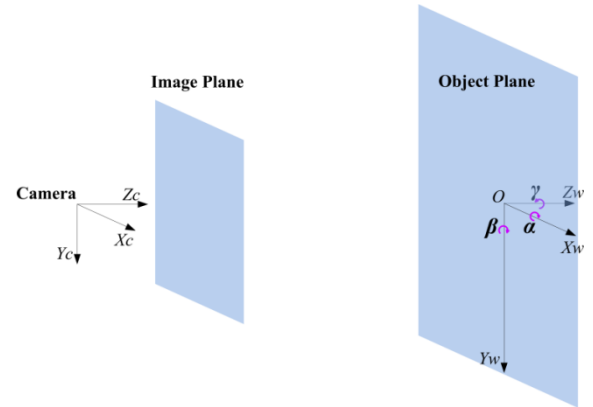 Image Plane
Object Plane
Camera
Zc
Xc
Yc
O
γ
Zw
β
α
Xw
Yw